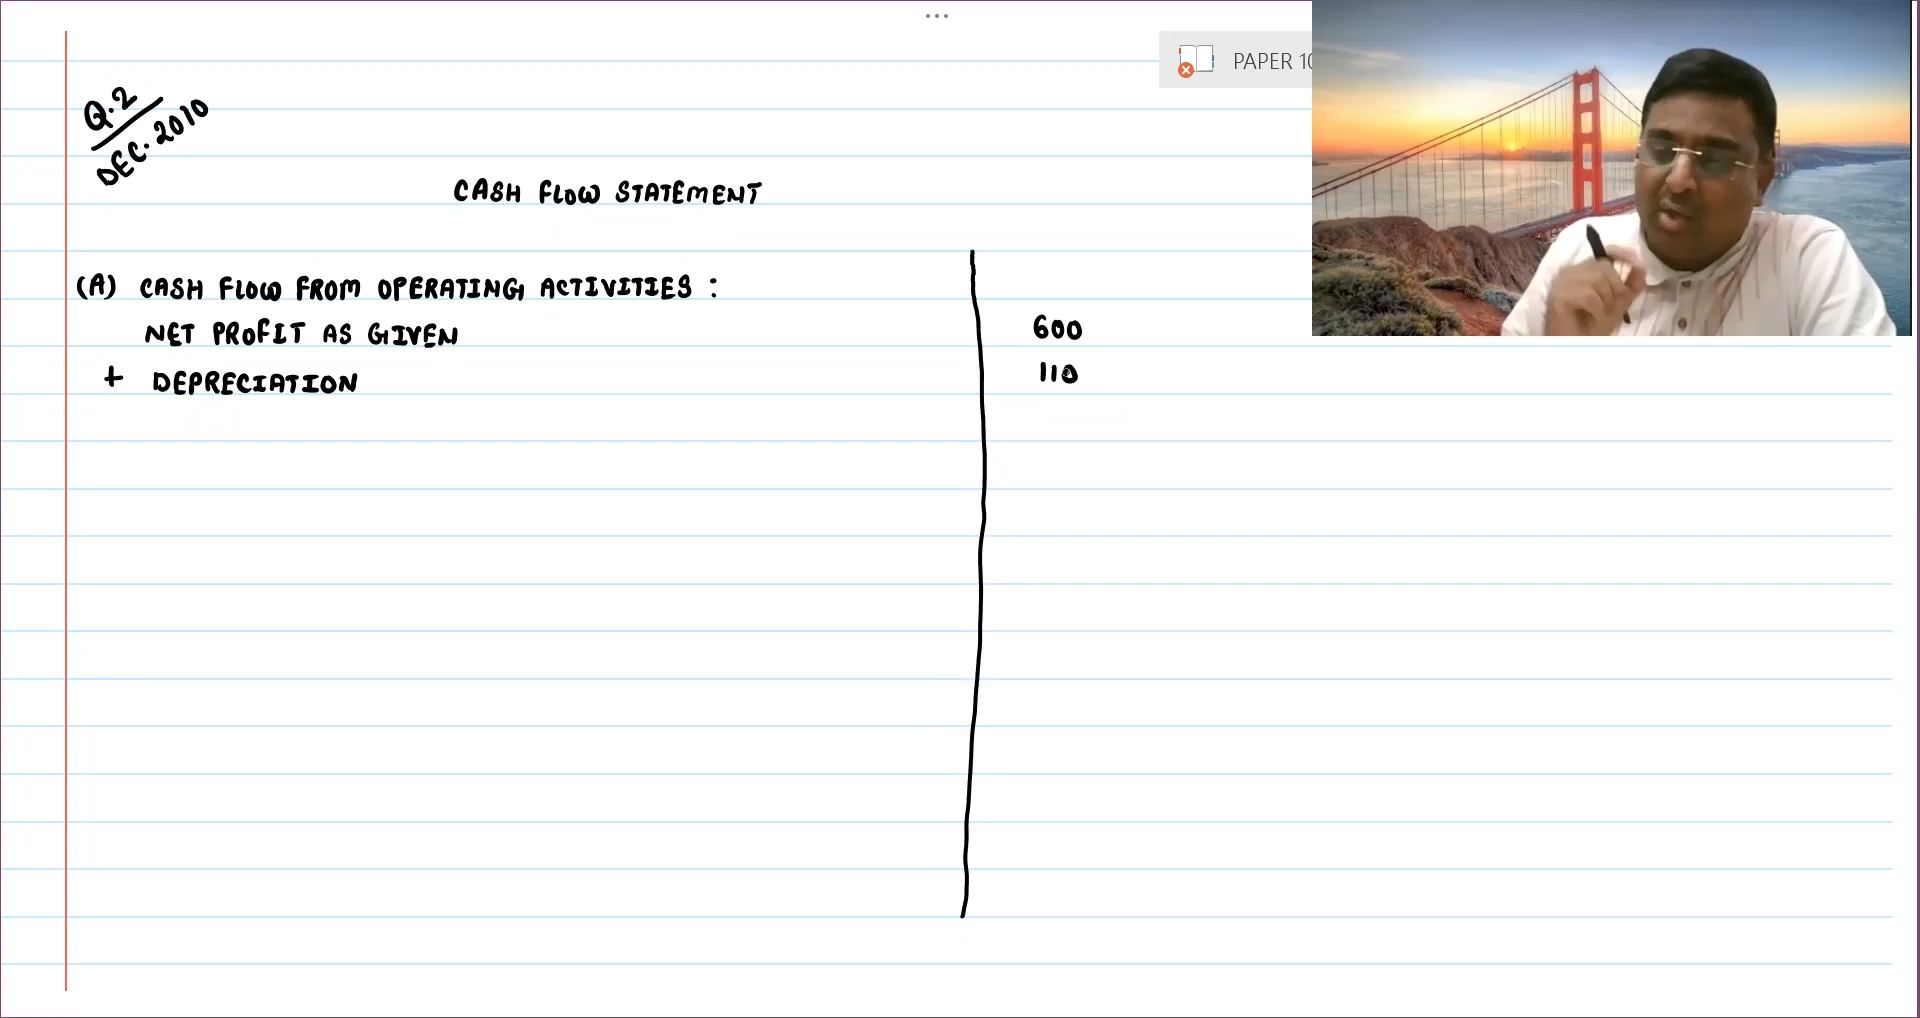 PAPER 10
Q.2
DEC. 2010
CASH FLOW STATEMENT
(A) CASH FLOW FROM OPERATING ACTIVITIES :
NET PROFIT AS GIVEN 600
+ DEPRECIATION 110